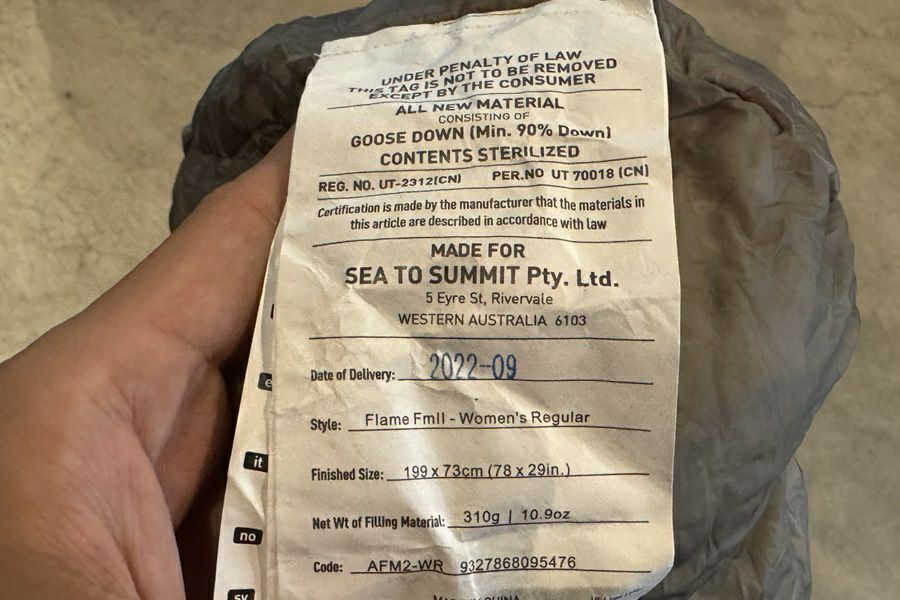 UNDER PENALTY OF LAW
THIS TAG IS NOT TO BE REMOVED
EXCEPT BY THE CONSUMER
ALL NEW MATERIAL
CONSISTING OF
GOOSE DOWN (Min. 90% Down)
CONTENTS STERILIZED
REG. NO. UT-2312(CN) PER.NO UT 70018 (CN)
Certification is made by the manufacturer that the materials in
this article are described in accordance with law
MADE FOR
SEA TO SUMMIT Pty. Ltd.
5 Eyre St, Rivervale
WESTERN AUSTRALIA 6103
Date of Delivery: 2022-09
Style: Flame FmII - Women's Regular
Finished Size: 199 x 73cm (78 x 29in.)
Net Wt of Filling Material: 310g | 10.9oz
Code: AFM2-WR 9327868095476
it
no
sv